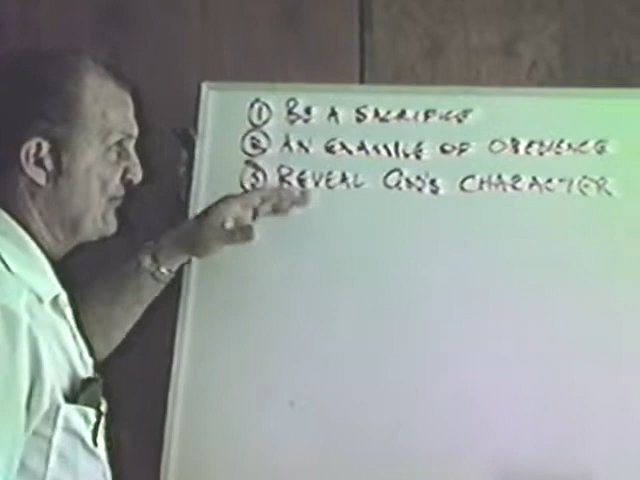 ① BE A SACRIFICE
② AN EXAMPLE OF OBEDIENCE
③ REVEAL GOD'S CHARACTER